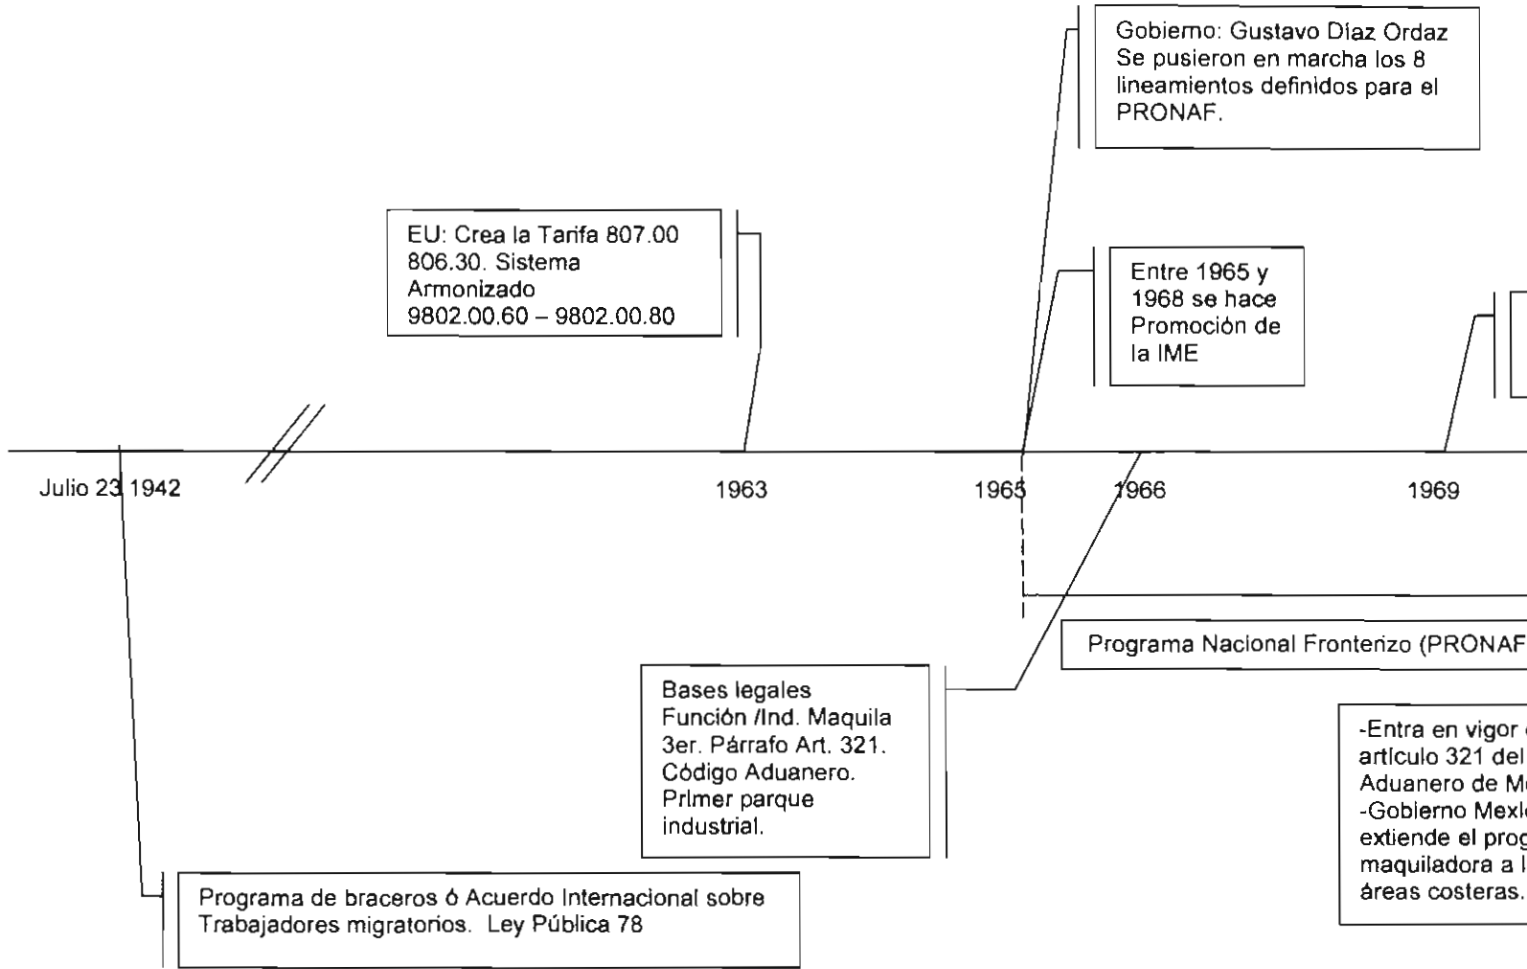 Gobierno: Gustavo Díaz Ordaz
Se pusieron en marcha los 8
lineamientos definidos para el
PRONAF.
EU: Crea la Tarifa 807.00
806.30. Sistema
Armonizado
9802.00.60 – 9802.00.80
Entre 1965 y
1968 se hace
Promoción de
la IME
Julio 23 1942
1963
1965
1966
1969
Programa Nacional Fronterizo (PRONAF
Bases legales
Función /Ind. Maquila
3er. Párrafo Art. 321.
Código Aduanero.
Primer parque
industrial.
-Entra en vigor
artículo 321 del
Aduanero de
-Gobierno
extiende el
maquiladora a
áreas costeras.
Programa de braceros ó Acuerdo Internacional sobre
Trabajadores migratorios. Ley Pública 78